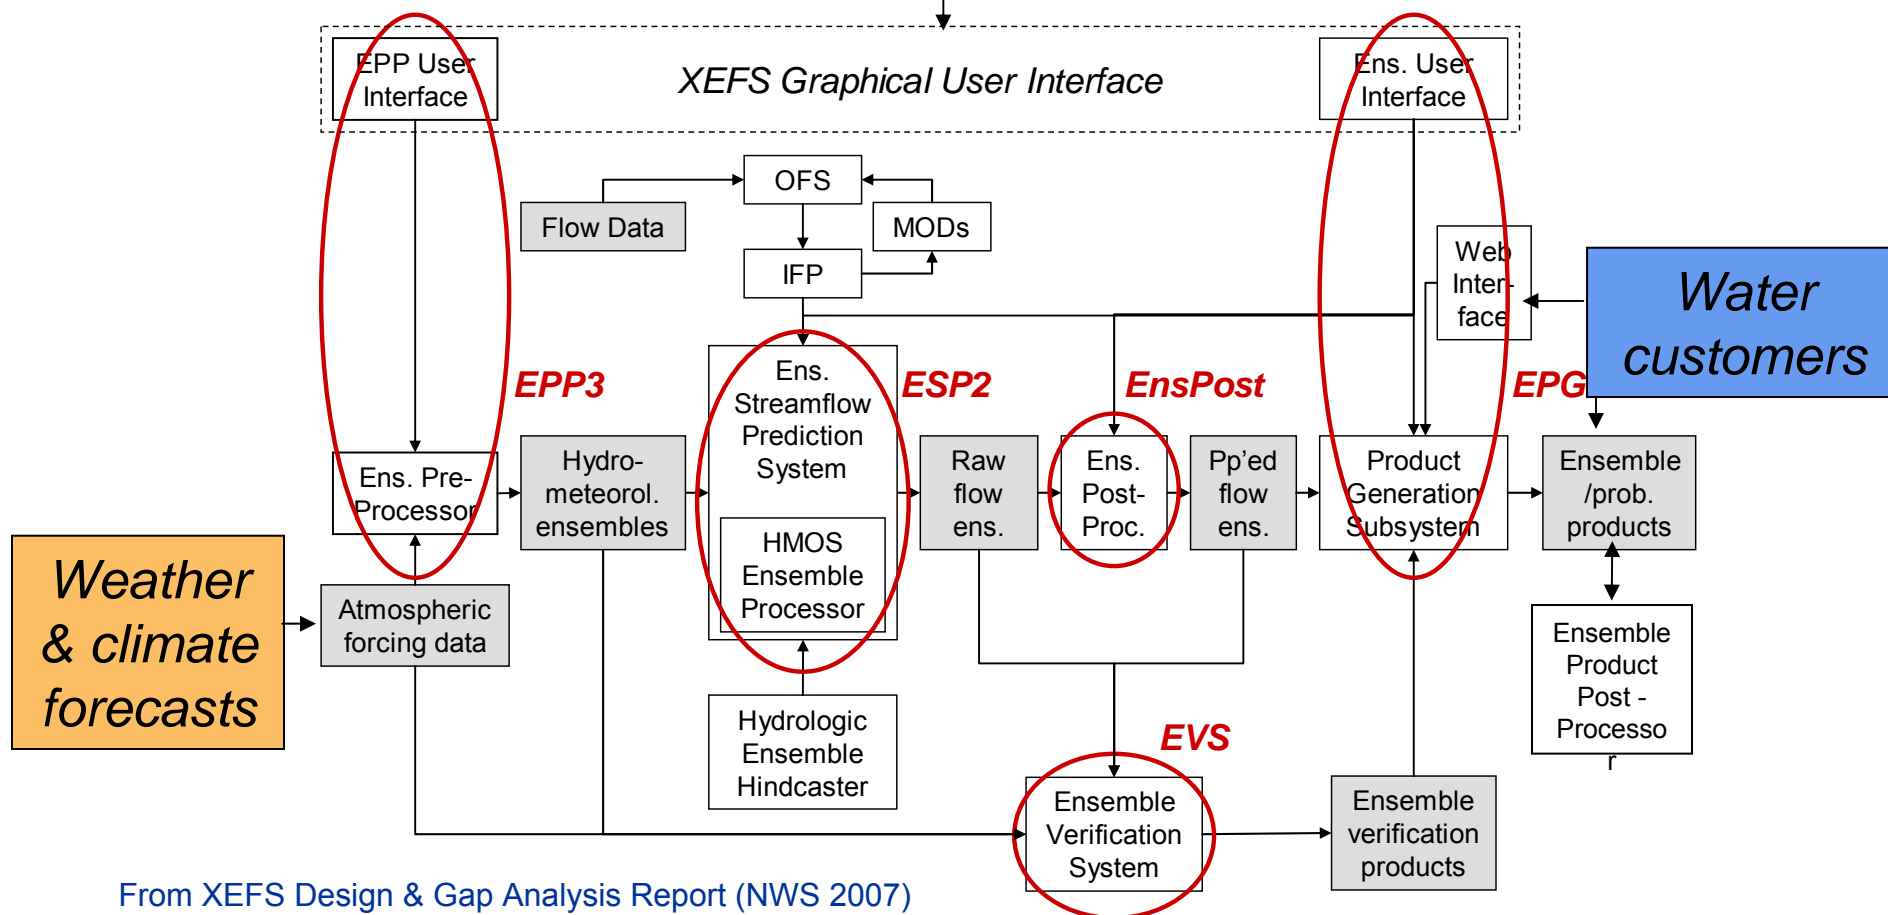 EPP User
Interface
XEFS Graphical User Interface
Ens. User
Interface
OFS
Flow Data
MODs
IFP
Web
Inter-
face
Water
customers
EPP3
Ens.
Streamflow
Prediction
System
ESP2
EnsPost
EPG
Ens. Pre-
Processor
Hydro-
meteorol.
ensembles
HMOS
Ensemble
Processor
Raw
flow
ens.
Ens.
Post-
Proc.
Pp'ed
flow
ens.
Product
Generation
Subsystem
Ensemble
/prob.
products
Weather
& climate
forecasts
Atmospheric
forcing data
Ensemble
Product
Post -
Processo
r
Hydrologic
Ensemble
Hindcaster
EVS
Ensemble
Verification
System
Ensemble
verification
products
From XEFS Design & Gap Analysis Report (NWS 2007)